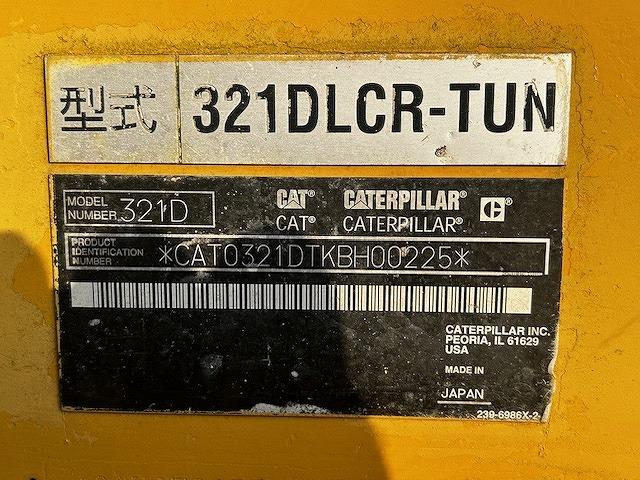 型式 321DLCR-TUN
MODEL NUMBER 321D
CAT® CATERPILLAR® C®
CAT® CATERPILLAR®
PRODUCT IDENTIFICATION NUMBER *CAT0321DTKBH00225*
CATERPILLAR INC.
PEORIA, IL 61629
USA
MADE IN
JAPAN
239-6986X-2